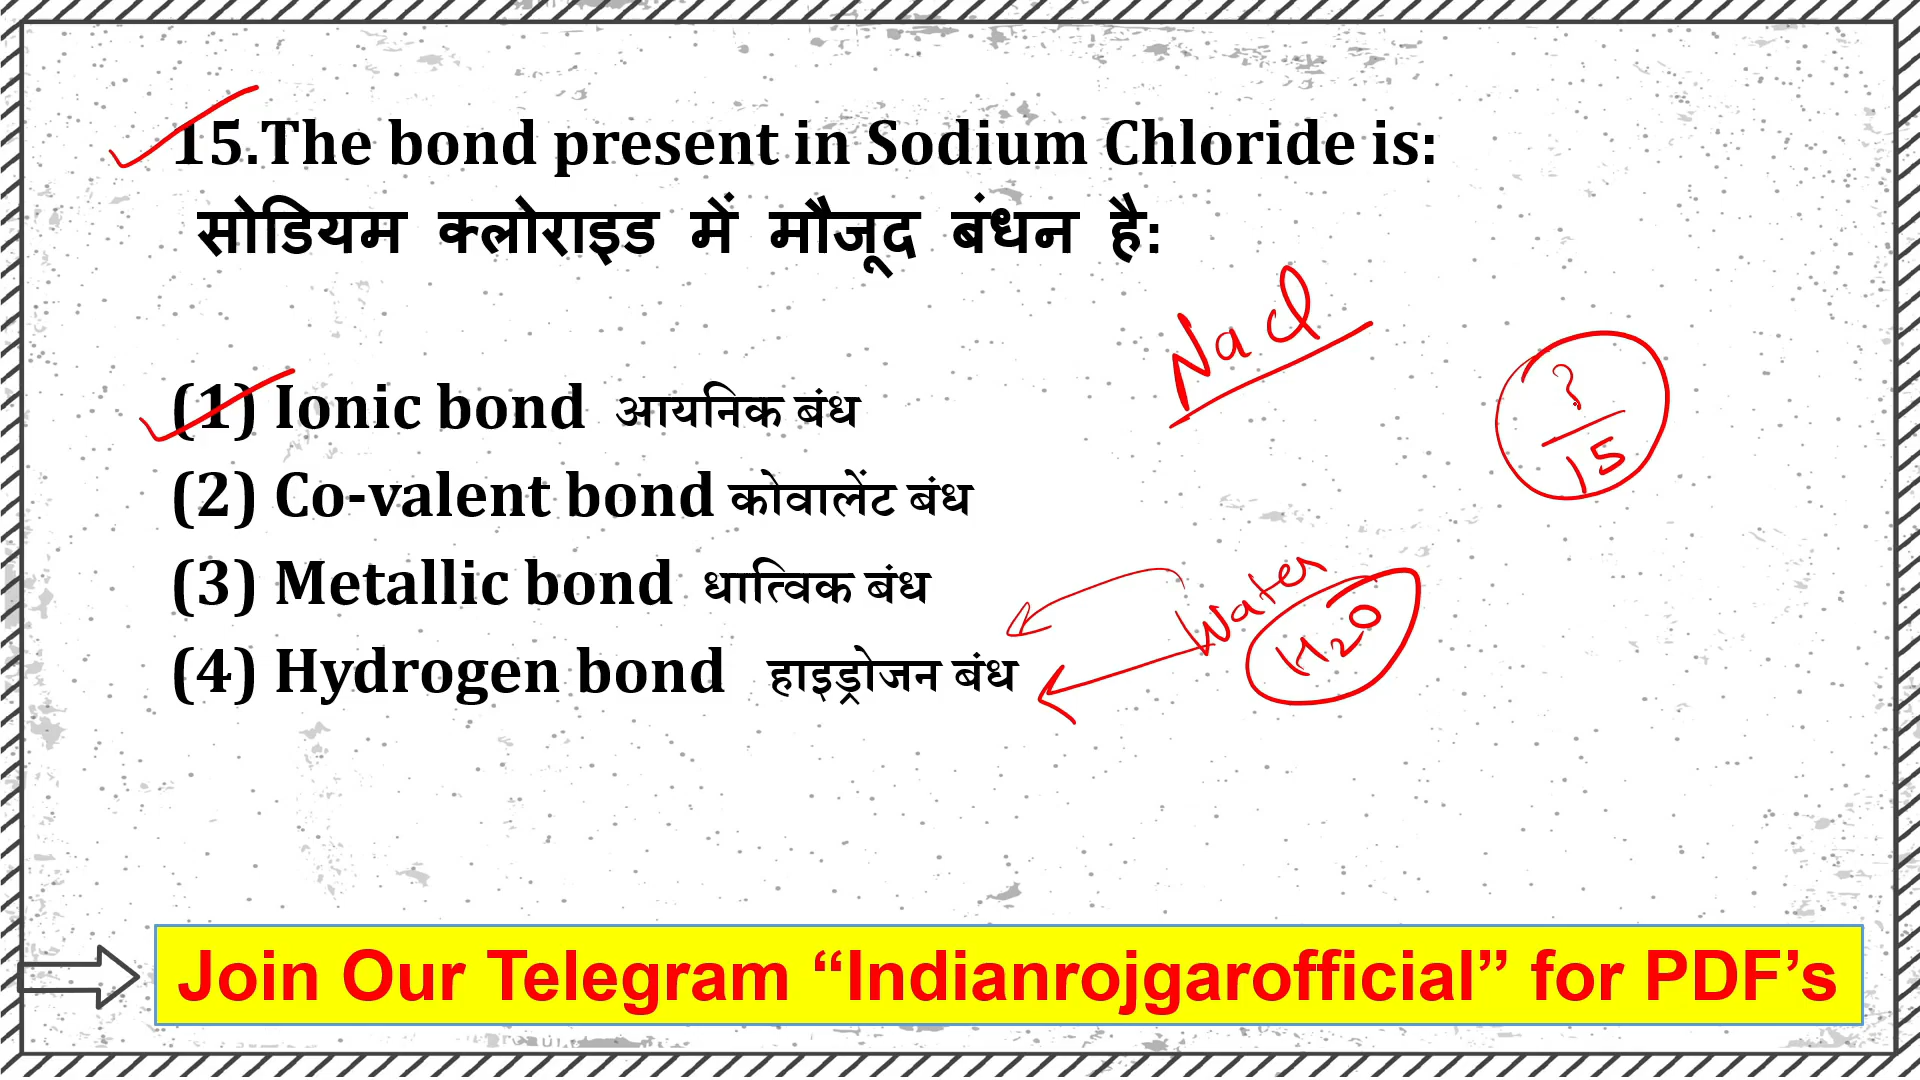 15.The bond present in Sodium Chloride is:
सोडियम क्लोराइड में मौजूद बंधन है:
Nacl
(1) Ionic bond आयनिक बंध
?
15
(2) Co-valent bond कोवालेंट बंध
(3) Metallic bond धात्विक बंध
Water
H2O
(4) Hydrogen bond हाइड्रोजन बंध
Join Our Telegram “Indianrojgarofficial” for PDF’s